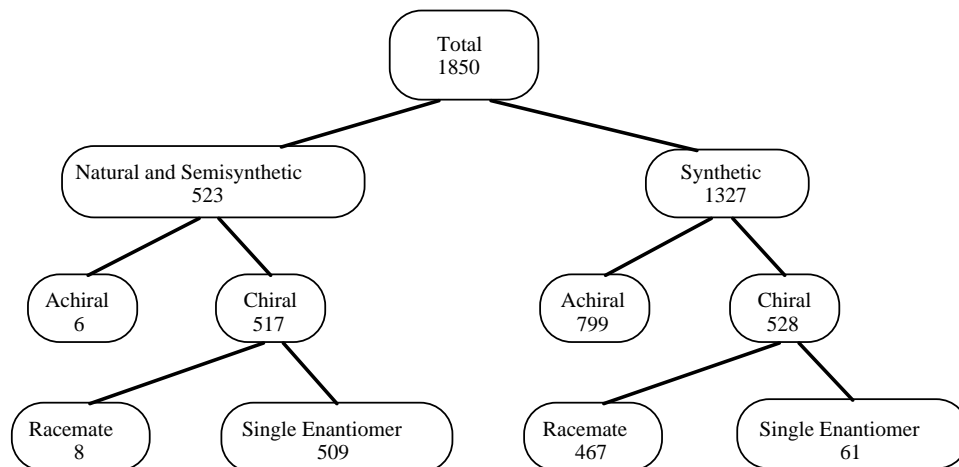 Total
1850
Natural and Semisynthetic
523
Synthetic
1327
Achiral
6
Chiral
517
Achiral
799
Chiral
528
Racemate
8
Single Enantiomer
509
Racemate
467
Single Enantiomer
61